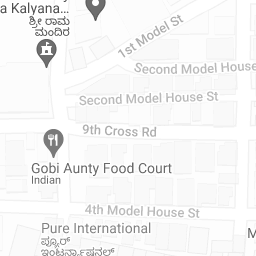 a Kalyana...
ಶ್ರೀ ರಾಮ
ಮಂದಿರ
1st Model St
Second Model House
Second Model House St
9th Cross Rd
Gobi Aunty Food Court
Indian
4th Model House St
Pure International
ಪ್ಯೂರ್
ಇಂಟರ್ನ್ಯಾಷನಲ್